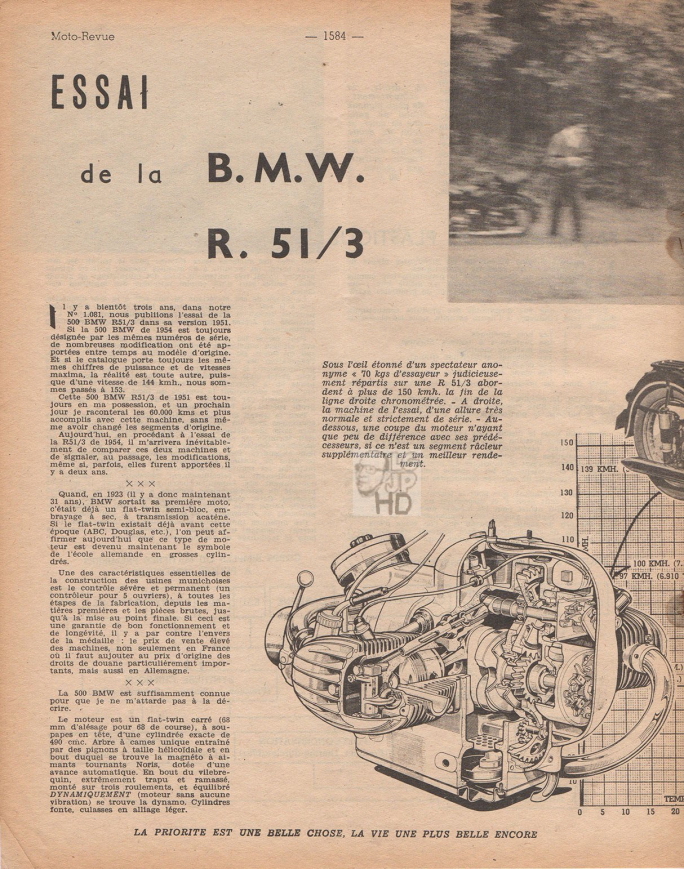 Moto-Revue
— 1584 —
ESSAI
de la B.M.W.
R. 51/3
Il y a bientôt trois ans, dans notre
N° 1.081, nous publiions l'essai de la
500 BMW R51/3 dans sa version 1951.
Si la 500 BMW de 1954 est toujours
désignée par les mêmes numéros de série,
de nombreuses modification ont été ap-
portées entre temps au modèle d'origine.
Et si le catalogue porte toujours les mê-
mes chiffres de puissance et de vitesses
maxima, la réalité est toute autre, puis-
que d'une vitesse de 144 kmh., nous som-
mes passés à 153.
Cette 500 BMW R51/3 de 1951 est tou-
jours en ma possession, et un prochain
jour je raconterai les 60.000 kms et plus
accomplis avec cette machine, sans mê-
me avoir changé les segments d'origine.
Aujourd'hui, en procédant à l'essai de
la R51/3 de 1954, il m'arrivera inévitable-
ment de comparer ces deux machines et
de signaler, au passage, les modifications,
même si, parfois, elles furent apportées il
y a deux ans.
× × ×
Quand, en 1923 (il y a donc maintenant
31 ans), BMW sortait sa première moto,
c'était déjà un flat-twin semi-bloc, em-
brayage à sec, à transmission acatène.
Si le flat-twin existait déjà avant cette
époque (ABC, Douglas, etc.), l'on peut af-
firmer aujourd'hui que ce type de mo-
teur est devenu maintenant le symbole
de l'école allemande en grosses cylin-
drés.
Une des caractéristiques essentielles de
la construction des usines munichoises
est le contrôle sévère et permanent (un
contrôleur pour 5 ouvriers), à toutes les
étapes de la fabrication, depuis les ma-
tières premières et les pièces brutes, jus-
qu'à la mise au point finale. Si ceci est
une garantie de bon fonctionnement et
de longévité, il y a par contre l'envers
de la médaille : le prix de vente élevé
des machines, non seulement en France
où il faut ajouter au prix d'origine des
droits de douane particulièrement impor-
tants, mais aussi en Allemagne.
× × ×
La 500 BMW est suffisamment connue
pour que je ne m'attarde pas à la dé-
crire.
Le moteur est un flat-twin carré (68
mm d'alésage pour 68 de course), à sou-
papes en tête, d'une cylindrée exacte de
490 cmc. Arbre à cames unique entraîné
par des pignons à taille hélicoïdale et en
bout duquel se trouve la magnéto à ai-
mants tournants Noris, dotée d'une
avance automatique. En bout du vilebre-
quin, extrêmement trapu et ramassé,
monté sur trois roulements, et équilibré
DYNAMIQUEMENT (moteur sans aucune
vibration) se trouve la dynamo. Cylindres
fonte, culasses en alliage léger.
Sous l'œil étonné d'un spectateur ano-
nyme « 70 kgs d'essayeur » judicieuse-
ment répartis sur une R 51/3 abor-
dent à plus de 150 kmh. la fin de la
ligne droite chronométrée. - A droite,
la machine de l'essai, d'une allure très
normale et strictement de série. - Au-
dessous, une coupe du moteur n'ayant
que peu de différence avec ses prédé-
cesseurs, si ce n'est un segment râcleur
supplémentaire et un meilleur rende-
ment.
JP
HD
150
140
139 KMH.
130
120
110
100 KMH. (7.
97 KMH. (6.910
10
TEM
0 5 10 15 20
LA PRIORITE EST UNE BELLE CHOSE, LA VIE UNE PLUS BELLE ENCORE